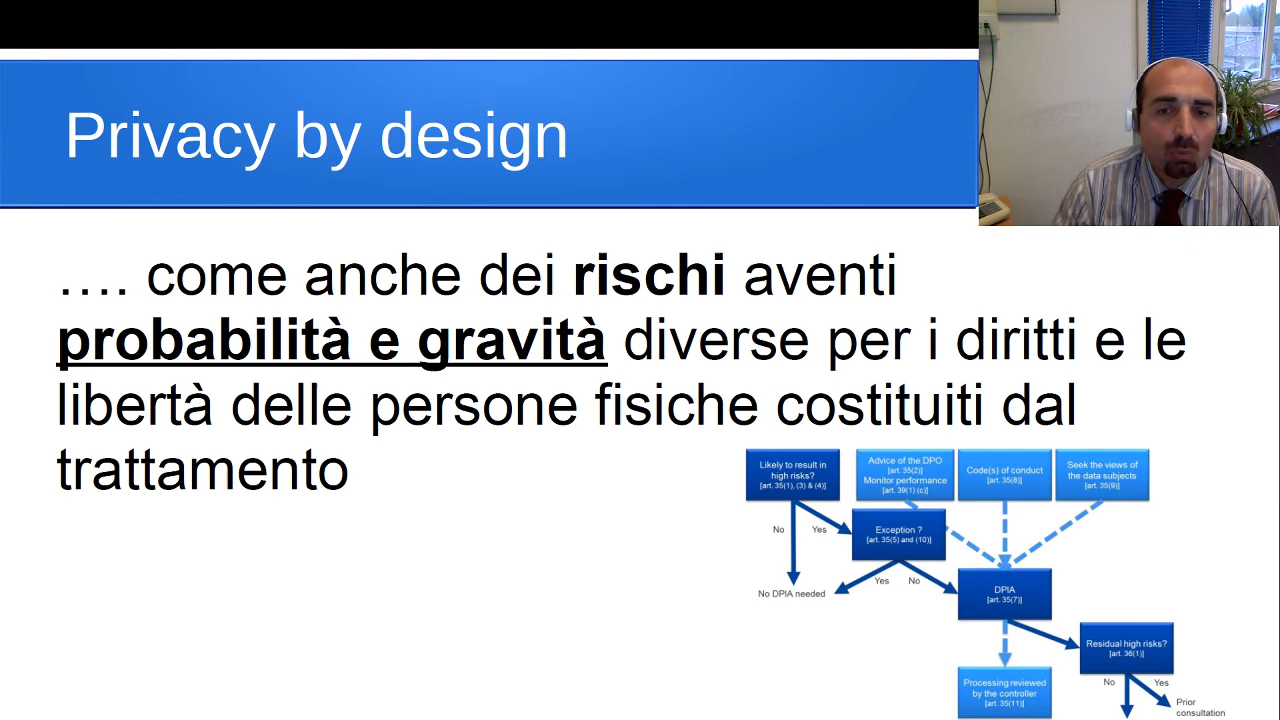 Privacy by design
…. come anche dei rischi aventi
probabilità e gravità diverse per i diritti e le
libertà delle persone fisiche costituiti dal
trattamento
Likely to result in
high risks?
[art. 35(1), (3) & (4)]
Advice of the DPO
[art. 35(2)]
Monitor performance
[art. 39(1) (c)]
Code(s) of conduct
[art. 35(8)]
Seek the views of
the data subjects
[art. 35(9)]
No
Yes
Exception ?
[art. 35(5) and (10)]
Yes
No
No DPIA needed
DPIA
[art. 35(7)]
Residual high risks?
[art. 36(1)]
Processing reviewed
by the controller
[art. 35(11)]
No
Yes
Prior
consultation